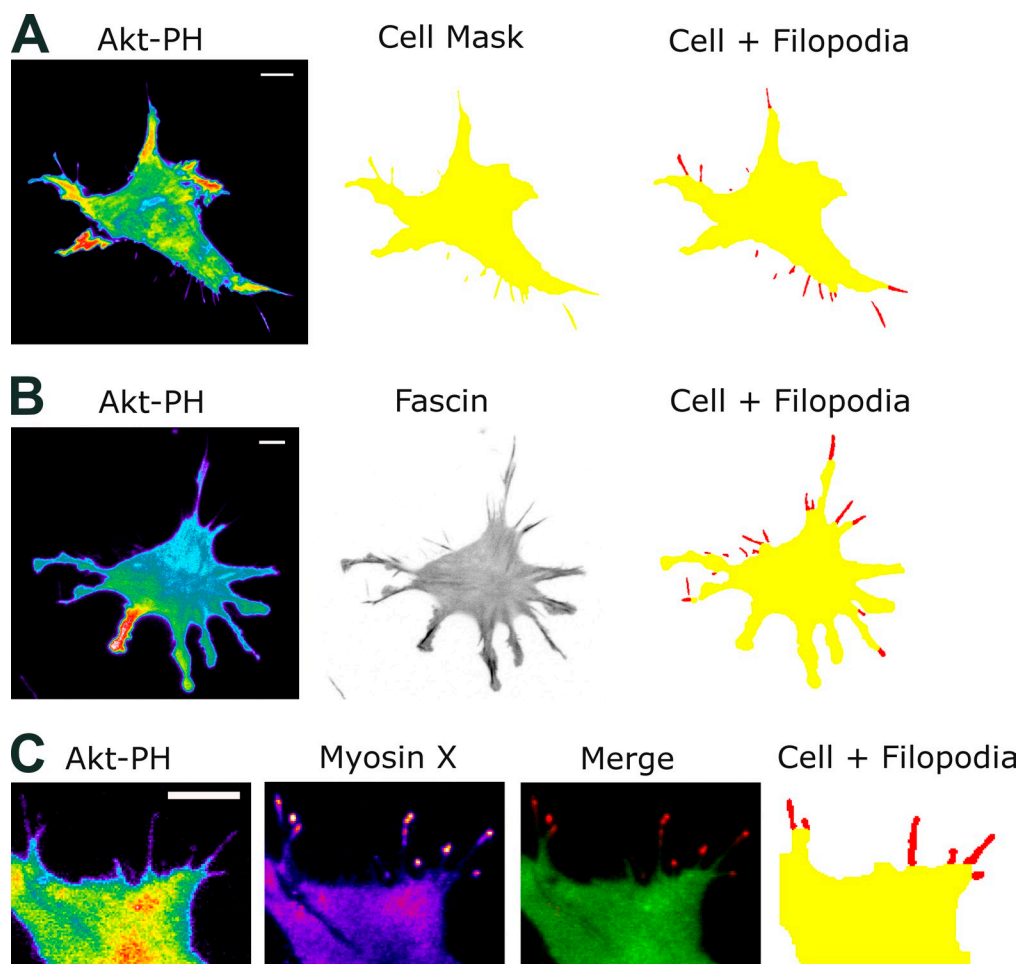 A
Akt-PH
Cell Mask
Cell + Filopodia
B
Akt-PH
Fascin
Cell + Filopodia
C
Akt-PH
Myosin X
Merge
Cell + Filopodia